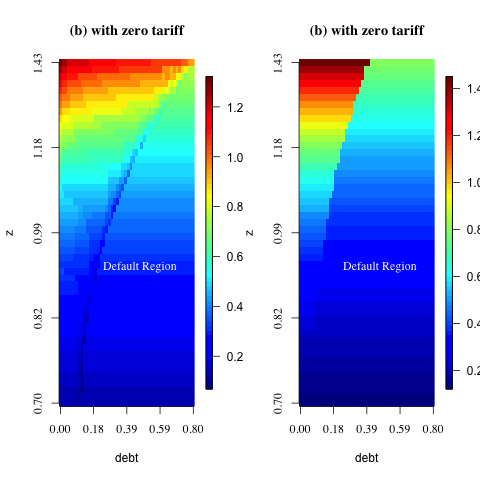 (b) with zero tariff
z
1.43
1.18
0.99
0.82
0.70
Default Region
0.00 0.18 0.39 0.59 0.80
debt
1.2
1.0
0.8
0.6
0.4
0.2
(b) with zero tariff
z
1.43
1.18
0.99
0.82
0.70
Default Region
0.00 0.18 0.39 0.59 0.80
debt
1.4
1.2
1.0
0.8
0.6
0.4
0.2